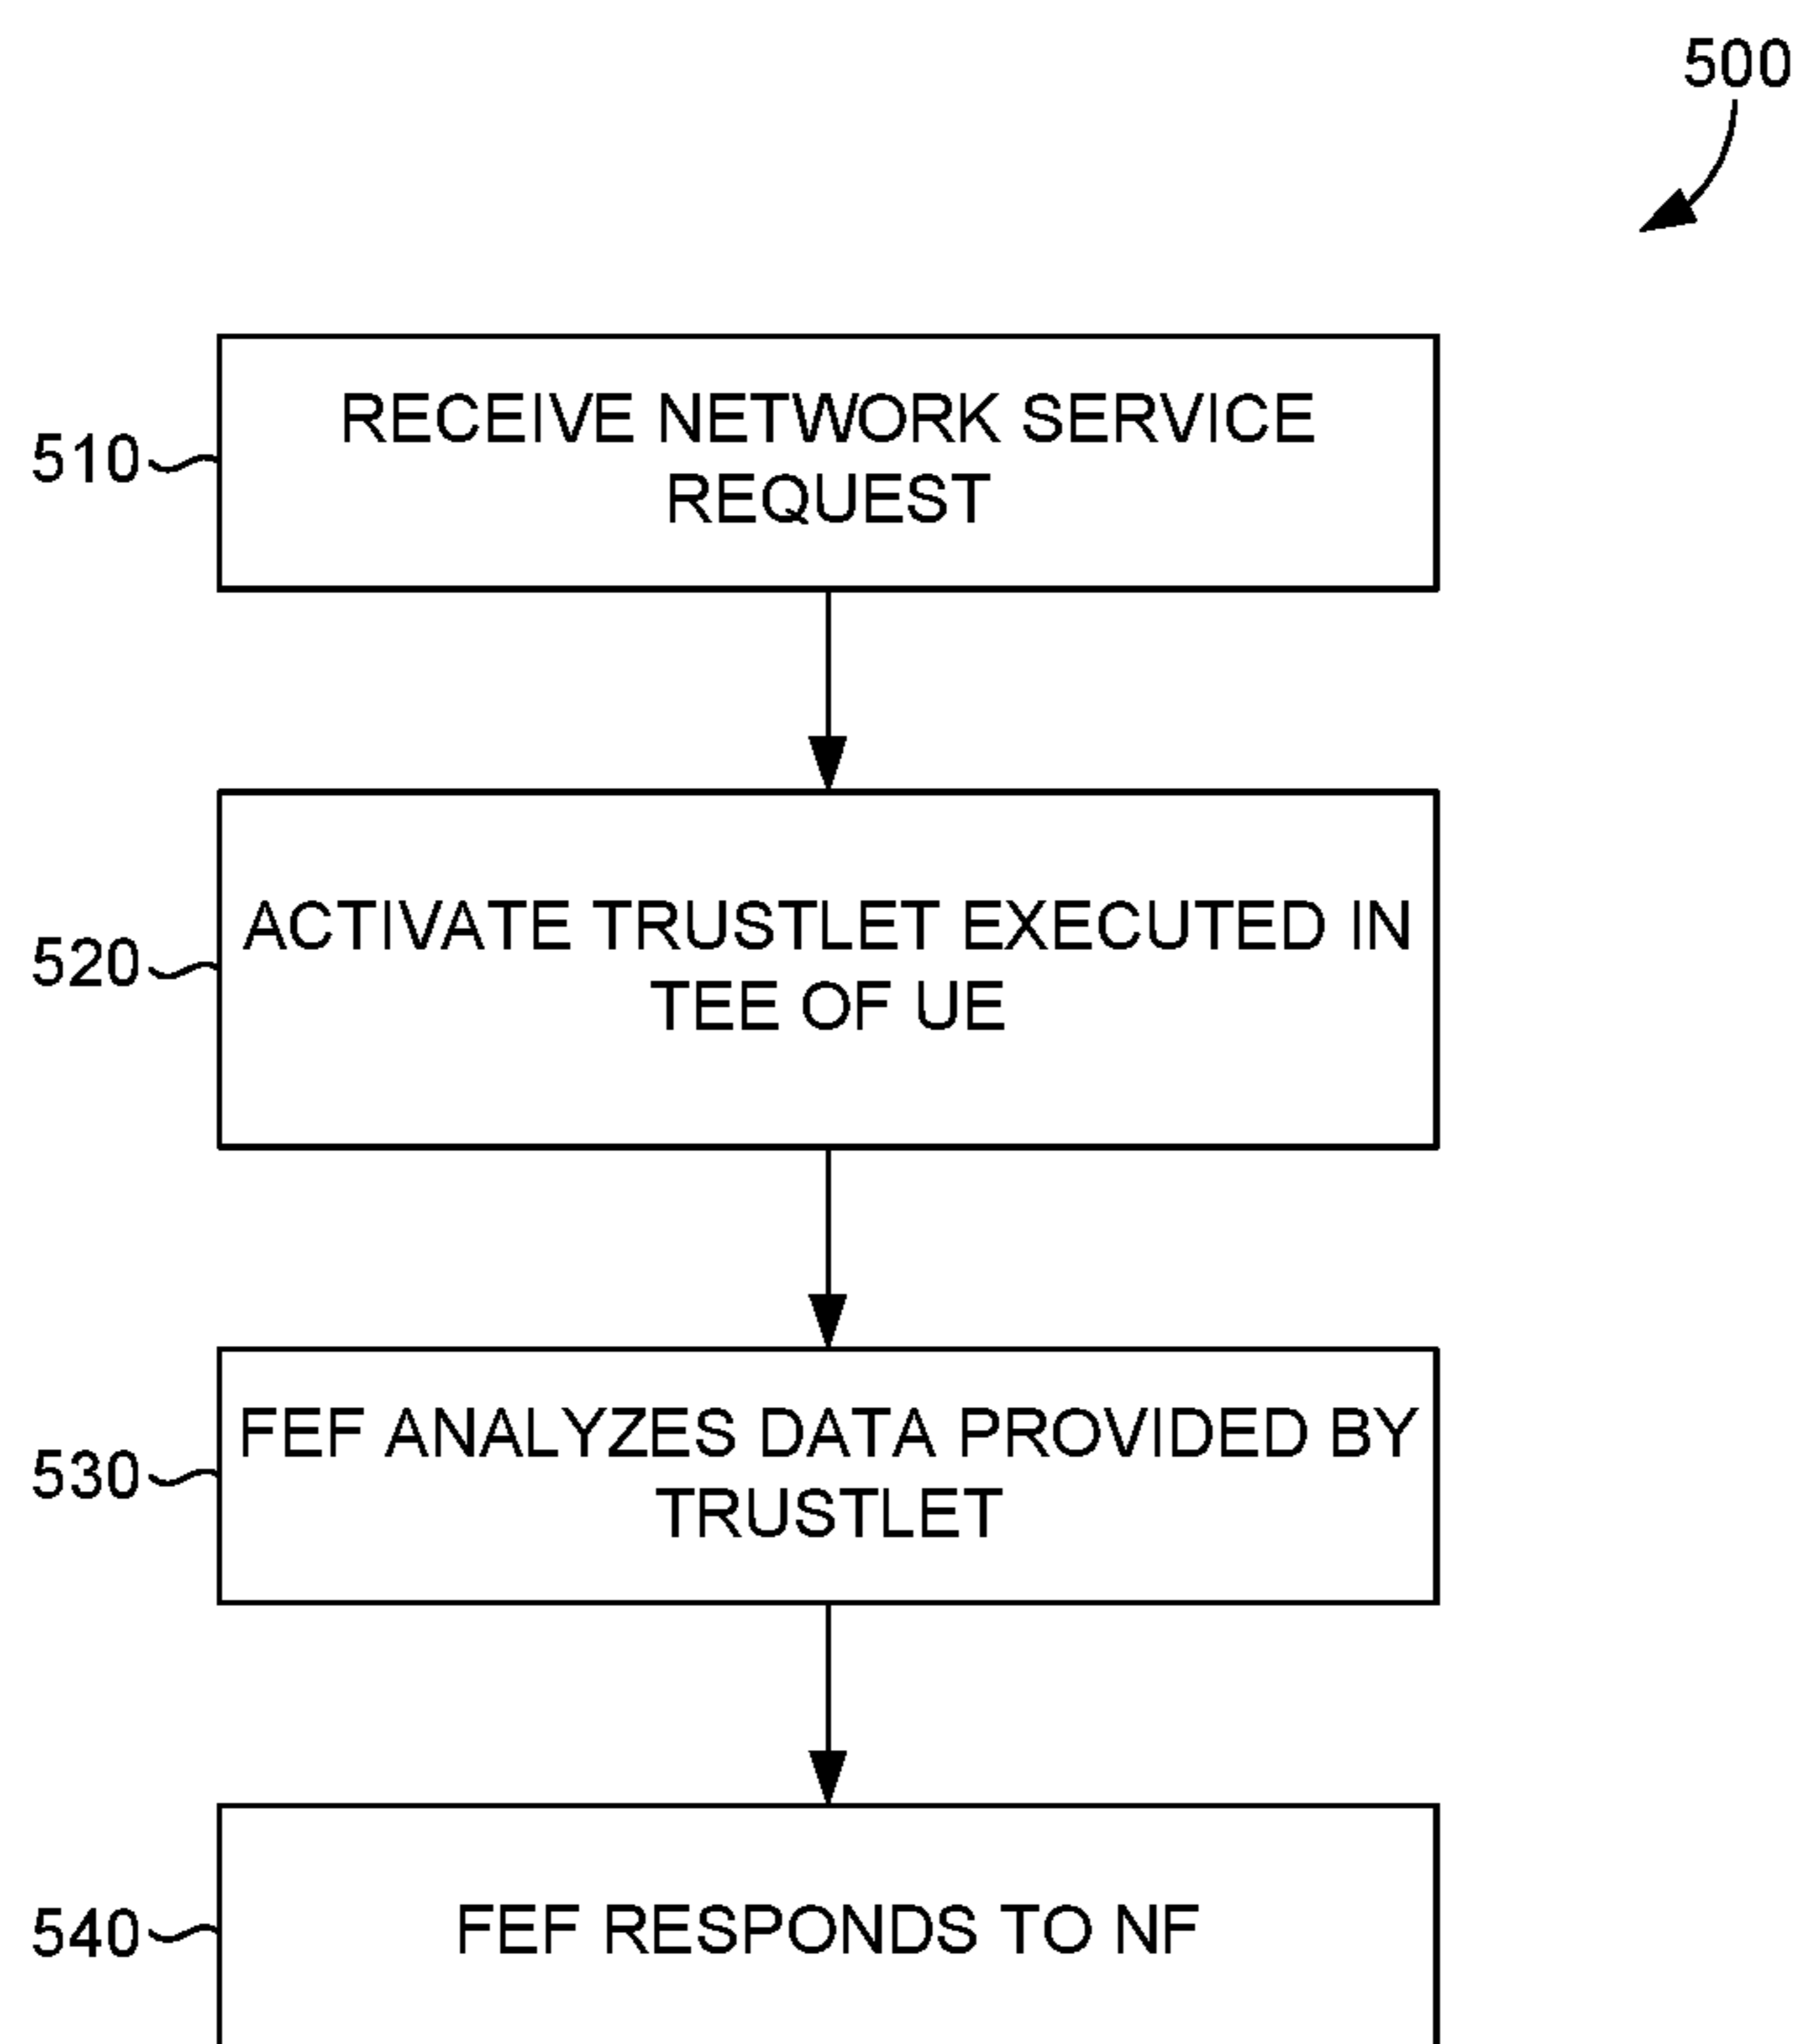 500
510
RECEIVE NETWORK SERVICE
REQUEST
520
ACTIVATE TRUSTLET EXECUTED IN
TEE OF UE
530
FEF ANALYZES DATA PROVIDED BY
TRUSTLET
540
FEF RESPONDS TO NF